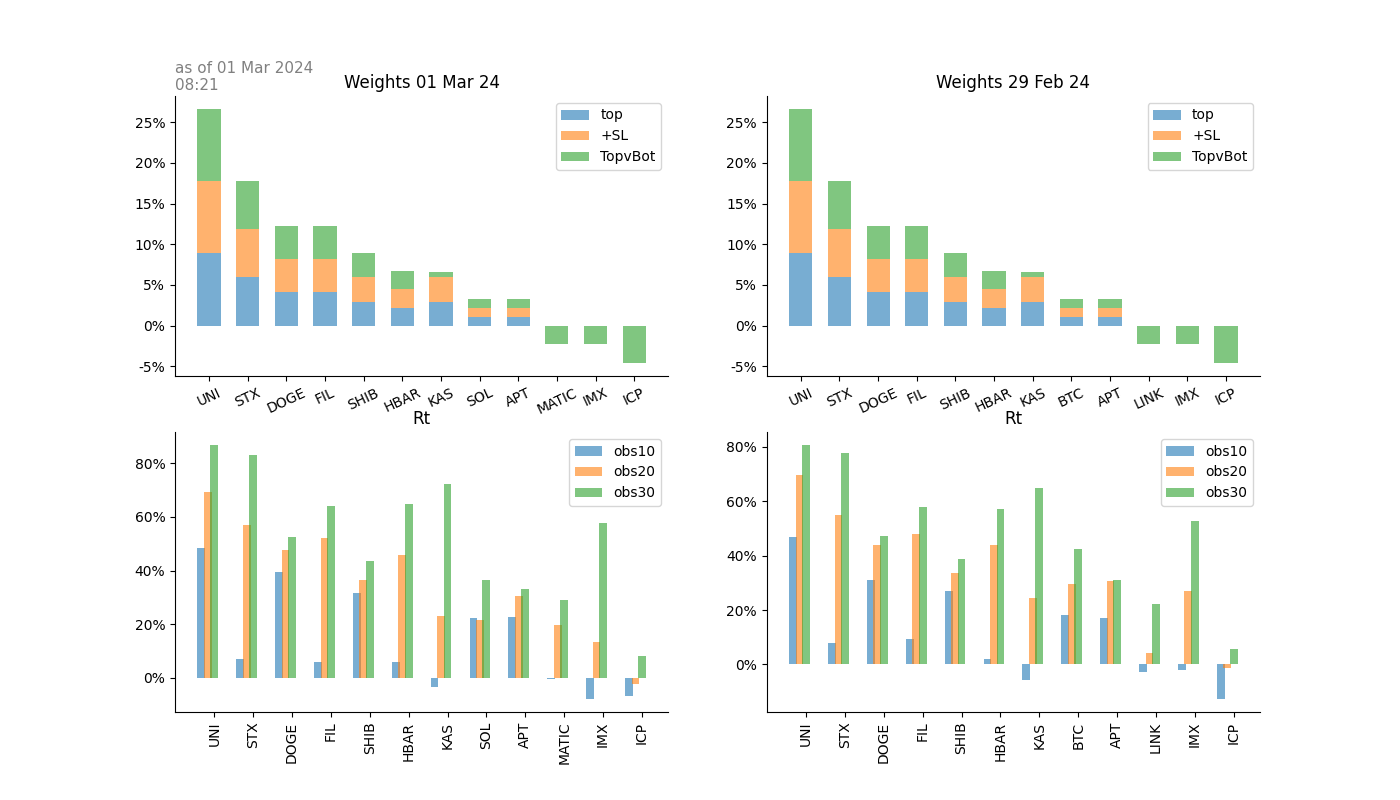 as of 01 Mar 2024
08:21
Weights 01 Mar 24
25%
20%
15%
10%
5%
0%
-5%
top
+SL
TopvBot
UNI STX DOGE FIL SHIB HBAR KAS SOL APT MATIC IMX ICP
Weights 29 Feb 24
25%
20%
15%
10%
5%
0%
-5%
top
+SL
TopvBot
UNI STX DOGE FIL SHIB HBAR KAS BTC APT LINK IMX ICP
Rt
80%
60%
40%
20%
0%
obs10
obs20
obs30
UNI STX DOGE FIL SHIB HBAR KAS SOL APT MATIC IMX ICP
Rt
80%
60%
40%
20%
0%
obs10
obs20
obs30
UNI STX DOGE FIL SHIB HBAR KAS BTC APT LINK IMX ICP